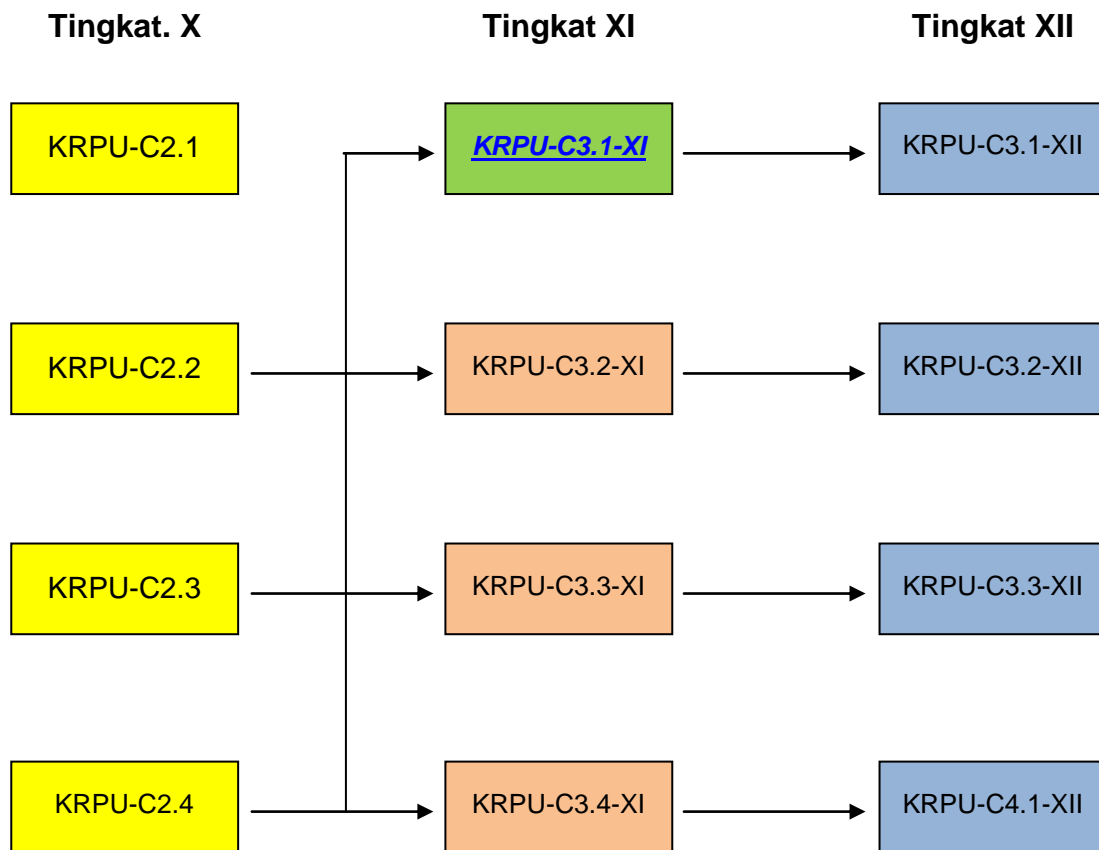 Tingkat. X
Tingkat XI
Tingkat XII
KRPU-C2.1
KRPU-C3.1-XI
KRPU-C3.1-XII
KRPU-C2.2
KRPU-C3.2-XI
KRPU-C3.2-XII
KRPU-C2.3
KRPU-C3.3-XI
KRPU-C3.3-XII
KRPU-C2.4
KRPU-C3.4-XI
KRPU-C4.1-XII